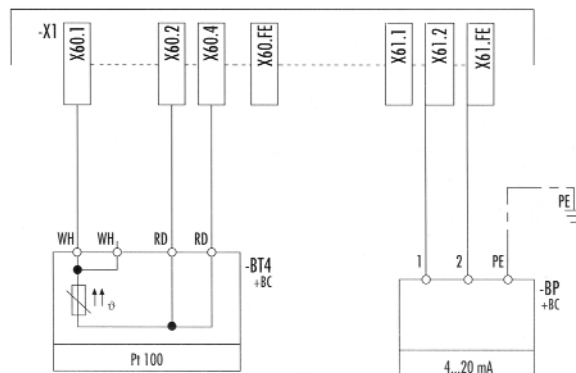 -X1
X60.1
X60.2
X60.4
X60.FE
X61.1
X61.2
X61.FE
PE
WH
WH
RD
RD
-BT4
+BC
1
2
PE
-BP
+BC
ϑ
Pt 100
4...20 mA